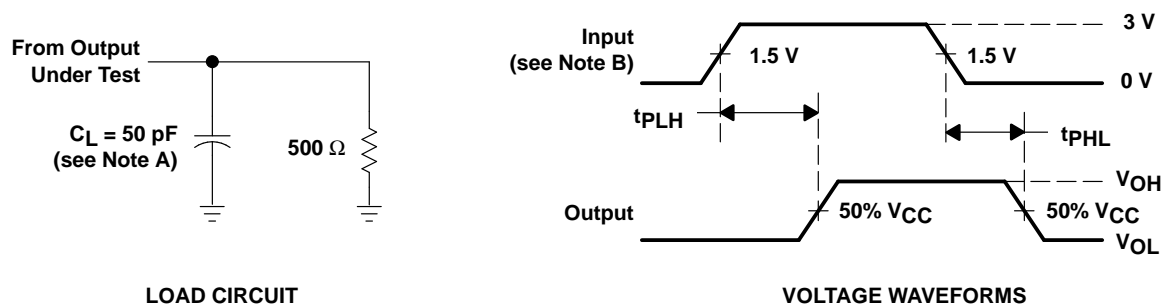 From Output
Under Test
CL = 50 pF
(see Note A)
500 Ω
LOAD CIRCUIT
Input
(see Note B)
1.5 V
1.5 V
3 V
0 V
tPLH
tPHL
Output
50% VCC
50% VCC
VOH
VOL
VOLTAGE WAVEFORMS